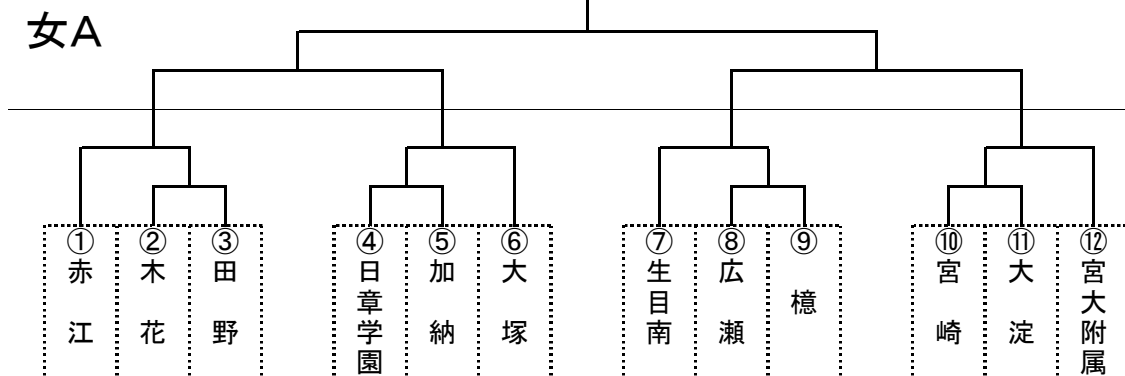 女A
①赤江
②木花
③田野
④日章学園
⑤加納
⑥大塚
⑦生目南
⑧広瀬
⑨檍
⑩宮崎
⑪大淀
⑫宮大附属